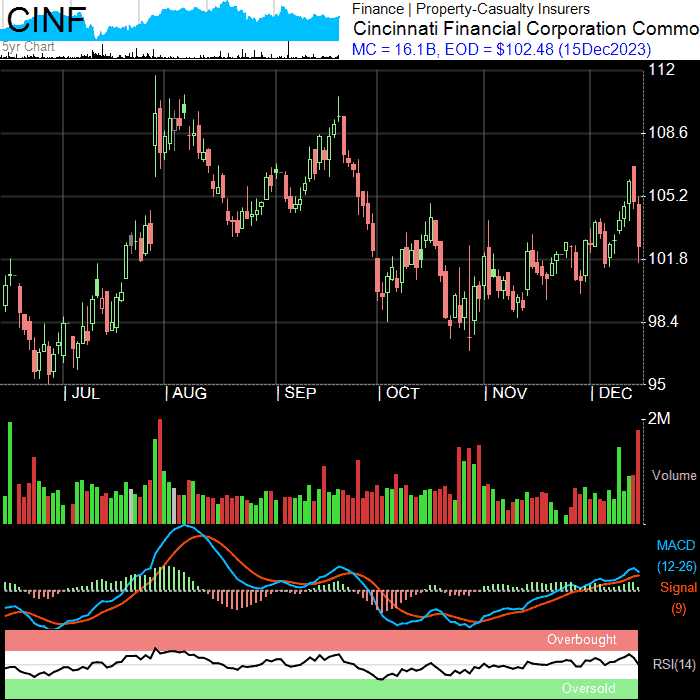 CINF
5yr Chart
Finance | Property-Casualty Insurers
Cincinnati Financial Corporation Commo
MC = 16.1B, EOD = $102.48 (15Dec2023)
112
108.6
105.2
101.8
98.4
95
| JUL | AUG | SEP | OCT | NOV | DEC
2M
Volume
MACD
(12-26)
Signal
(9)
Overbought
RSI(14)
Oversold